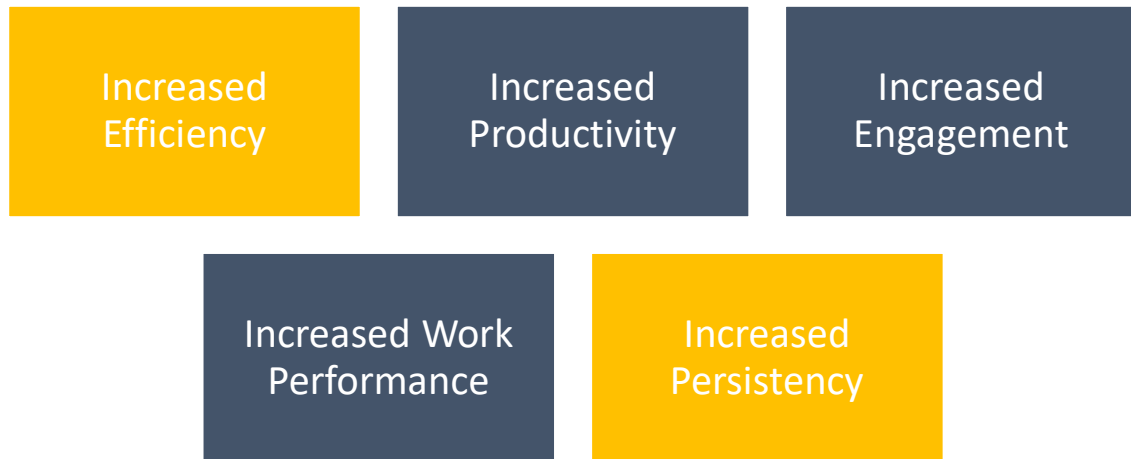 Increased
Efficiency
Increased
Productivity
Increased
Engagement
Increased Work
Performance
Increased
Persistency